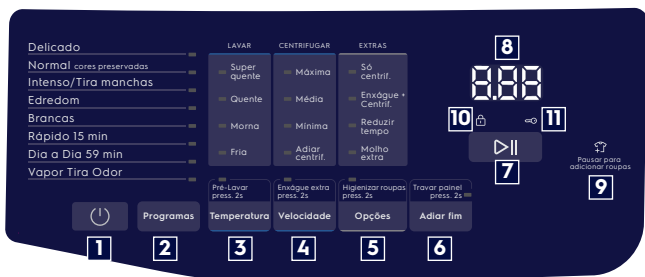 LAVAR CENTRIFUGAR EXTRAS
Delicado
Normal cores preservadas
Intenso/Tira manchas
Edredom
Brancas
Rápido 15 min
Dia a Dia 59 min
Vapor Tira Odor
Super
quente
Quente
Morna
Fria
Máxima
Média
Mínima
Adiar
centrif.
Só
centrif.
Enxágue +
Centrif.
Reduzir
tempo
Molho
extra
8
8.88
10 11
7
Pausar para
adicionar roupas
9
Pré-Lavar
press. 2s
Enxágue extra
press. 2s
Higienizar roupas
press. 2s
Travar painel
press. 2s
Programas Temperatura Velocidade Opções Adiar fim
1 2 3 4 5 6